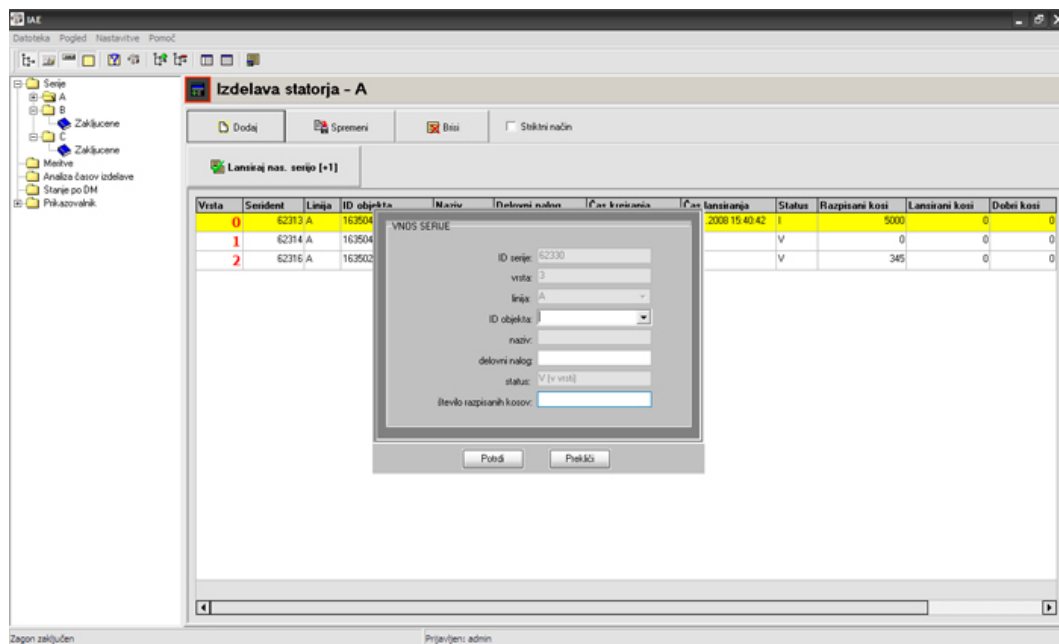 IAE
Datoteka Pogled Nastavitve Pomoč
Serije
A
B
Zakljucene
C
Zakljucene
Meritve
Analiza časov izdelave
Stanje po DM
Prikazovalnik
Izdelava statorja - A
Dodaj Spremeni Briši Striktni način
Lansiraj nas. serijo [+1]
Vrsta Serident Linija ID objekta Naziv Delovni nalog Čas kreiranja Čas lansiranja Status Razpisani kosi Lansirani kosi Dobri kosi
0 62313 A 163504 .2008 15:40:42 I 5000 0 0
1 62314 A 163504 V 0 0 0
2 62316 A 163502 V 345 0 0
VNOS SERIJE
ID serije: 62330
vrsta: 3
linija: A
ID objekta:
naziv:
delovni nalog:
status: V (v vrsti)
število razpisanih kosov:
Potrdi Prekliči
Zagon zaključen Prijavljen: admin